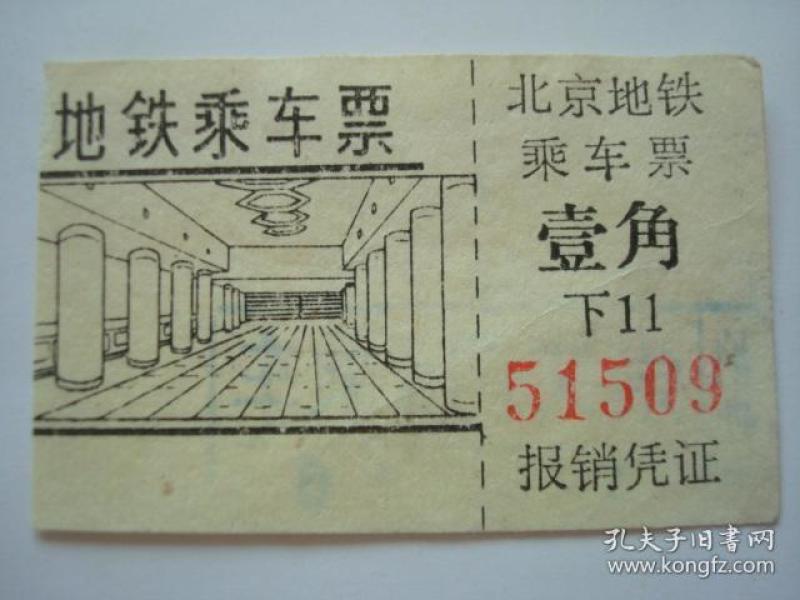 地铁乘车票
北京地铁
乘车票
壹角
下11
51509
报销凭证
孔夫子旧书网
www.kongfz.com